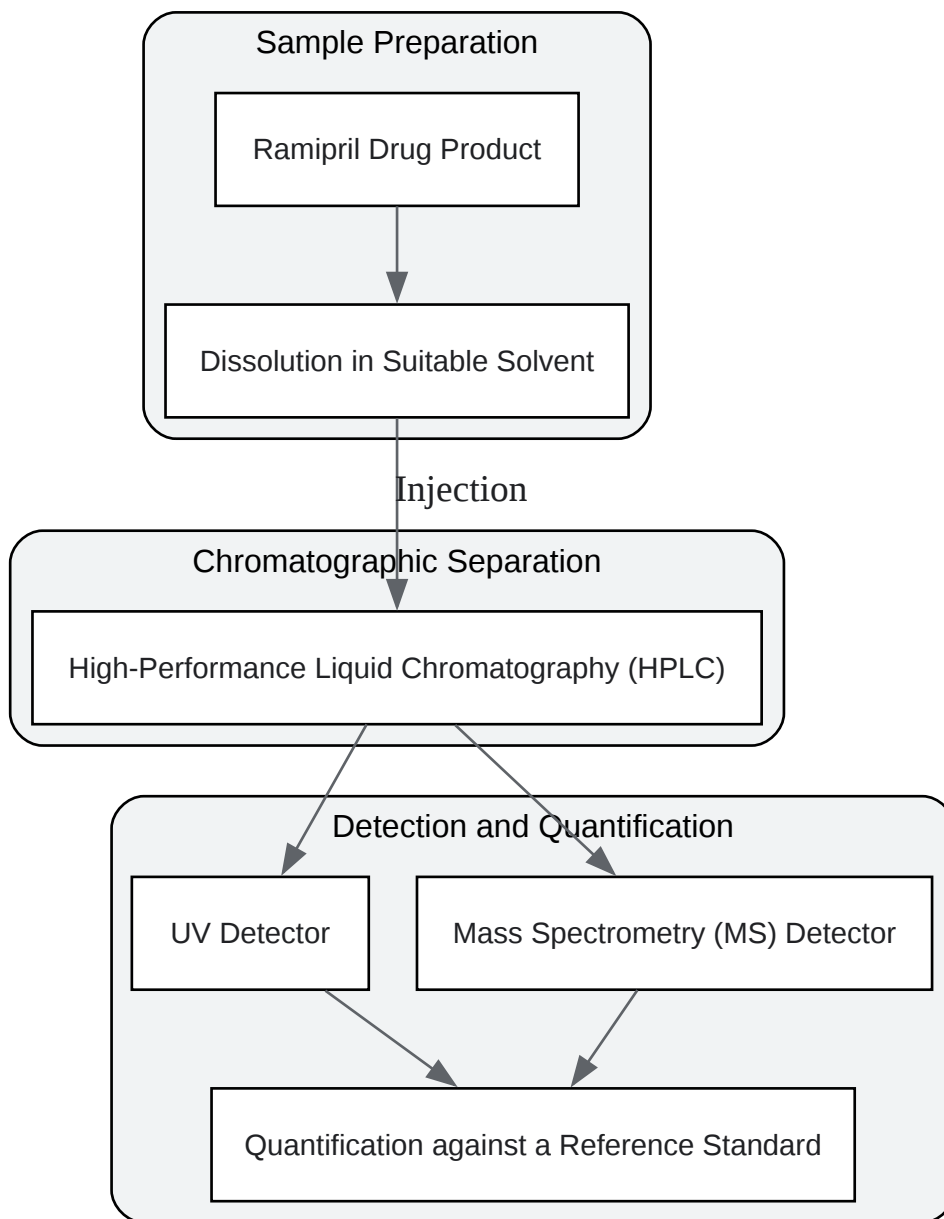 Sample Preparation
Ramipril Drug Product
Dissolution in Suitable Solvent
Injection
Chromatographic Separation
High-Performance Liquid Chromatography (HPLC)
Detection and Quantification
UV Detector
Mass Spectrometry (MS) Detector
Quantification against a Reference Standard